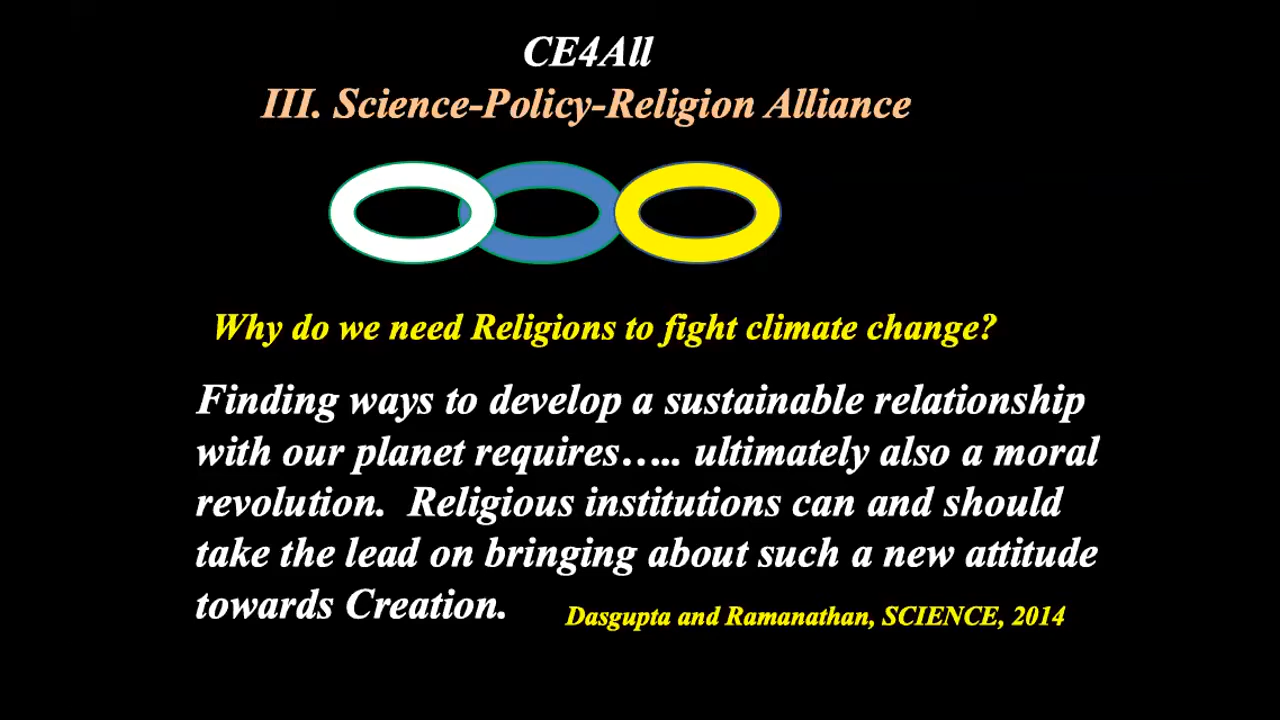 CE4All
III. Science-Policy-Religion Alliance
Why do we need Religions to fight climate change?
Finding ways to develop a sustainable relationship
with our planet requires….. ultimately also a moral
revolution.  Religious institutions can and should
take the lead on bringing about such a new attitude
towards Creation.
Dasgupta and Ramanathan, SCIENCE, 2014